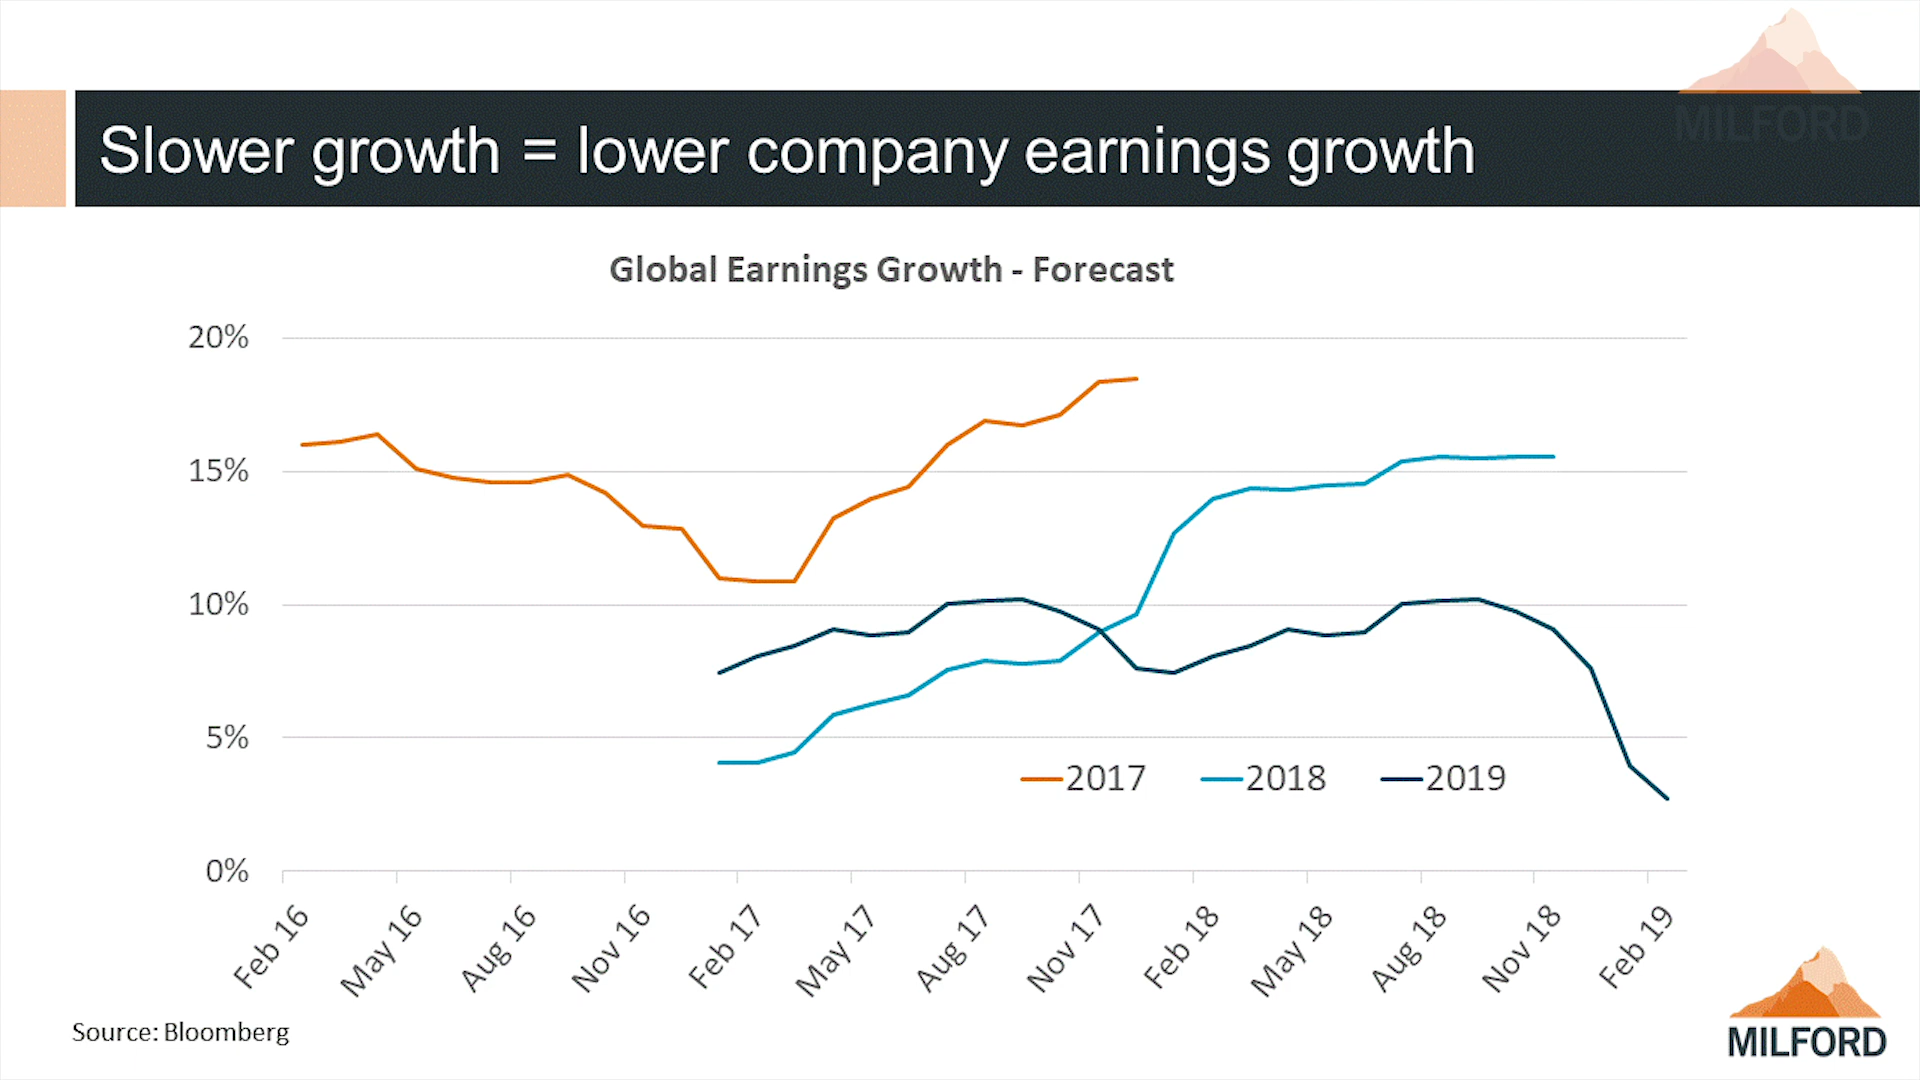 MILFORD
Slower growth = lower company earnings growth
Global Earnings Growth - Forecast
20%
15%
10%
5%
0%
2017 2018 2019
Feb 16 May 16 Aug 16 Nov 16 Feb 17 May 17 Aug 17 Nov 17 Feb 18 May 18 Aug 18 Nov 18 Feb 19
Source: Bloomberg
MILFORD